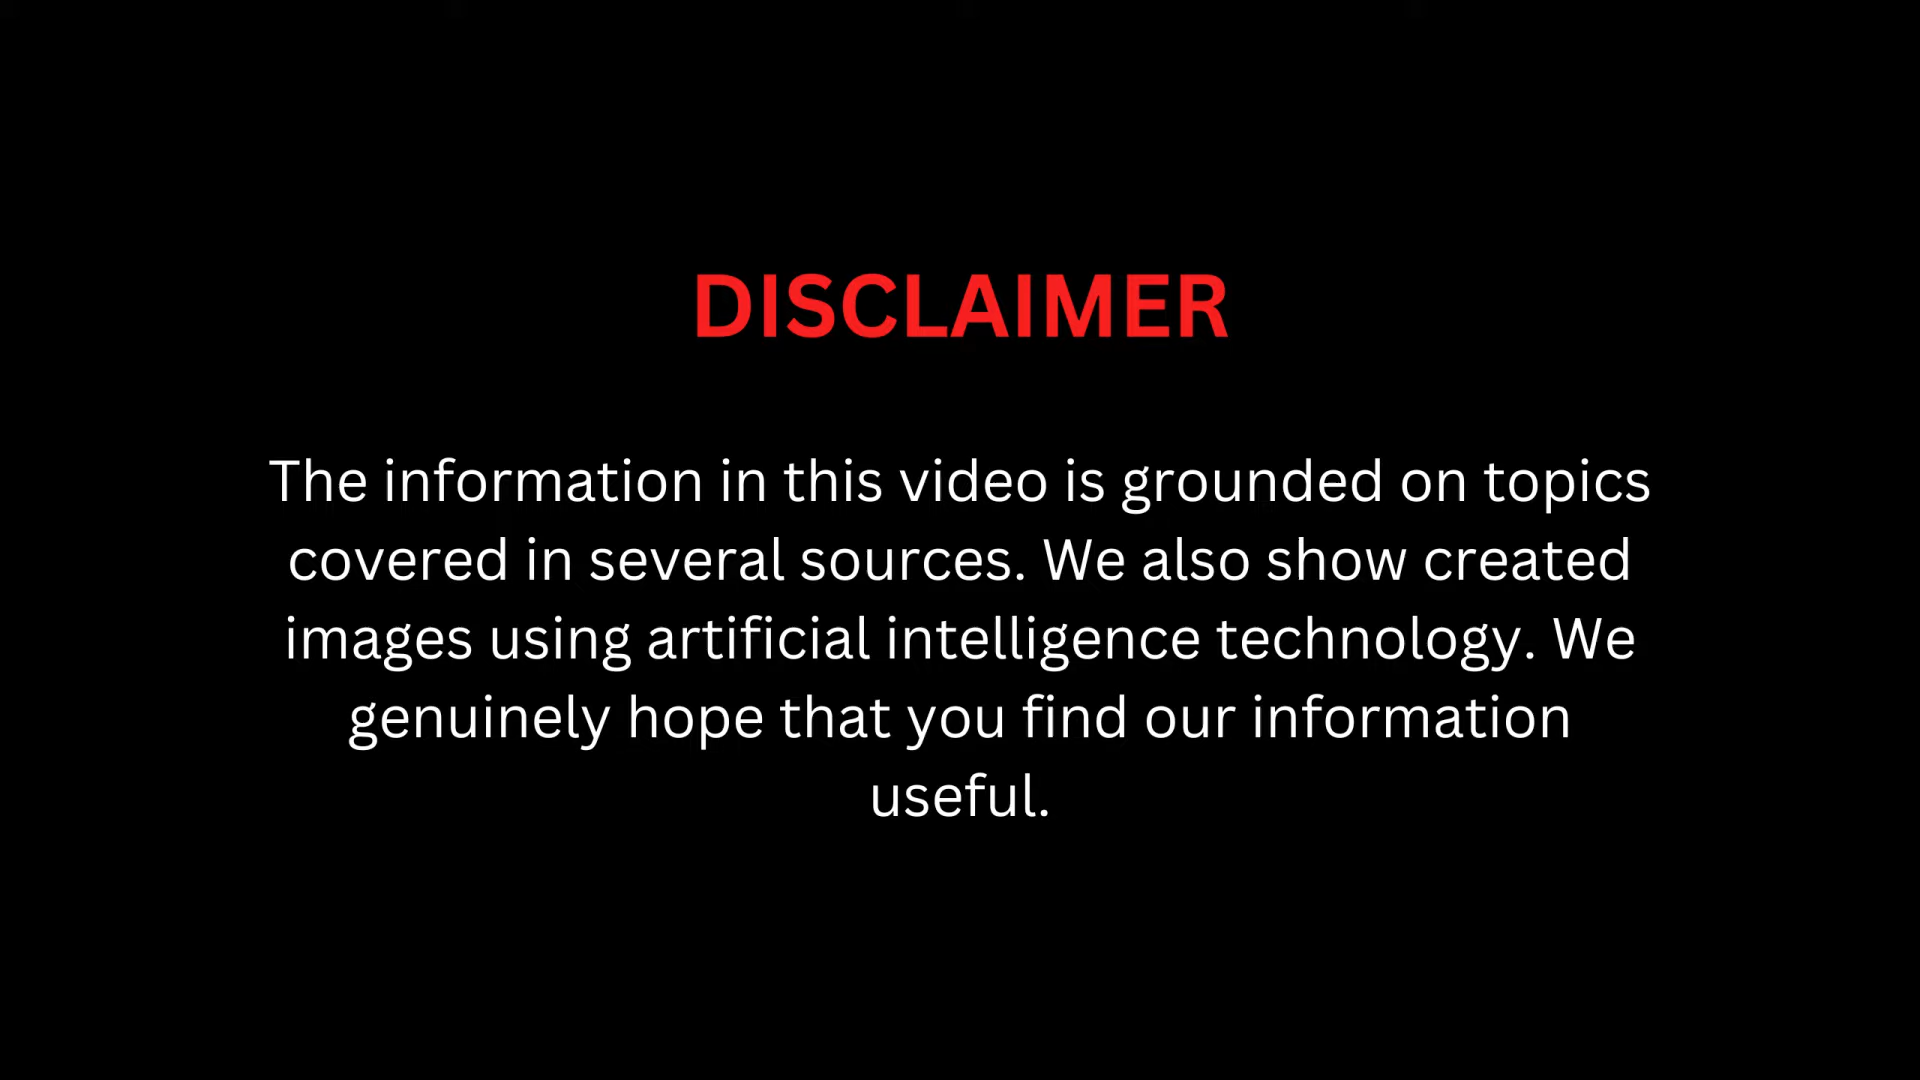 DISCLAIMER
The information in this video is grounded on topics
covered in several sources. We also show created
images using artificial intelligence technology. We
genuinely hope that you find our information
useful.